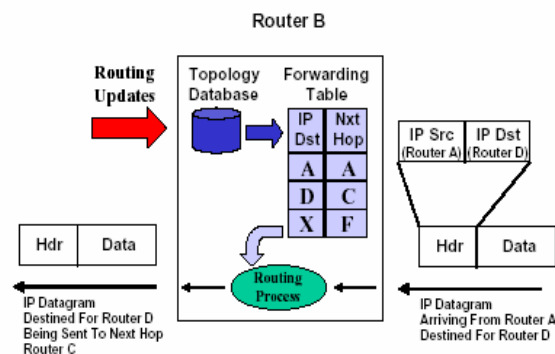 Router B
Routing
Updates
Topology
Database
Forwarding
Table
IP
Dst
Nxt
Hop
A
A
D
C
X
F
IP Src
(Router A)
IP Dst
(Router D)
Hdr
Data
Hdr
Data
Routing
Process
IP Datagram
Destined For Router D
Being Sent To Next Hop
Router C
IP Datagram
Arriving From Router A
Destined For Router D